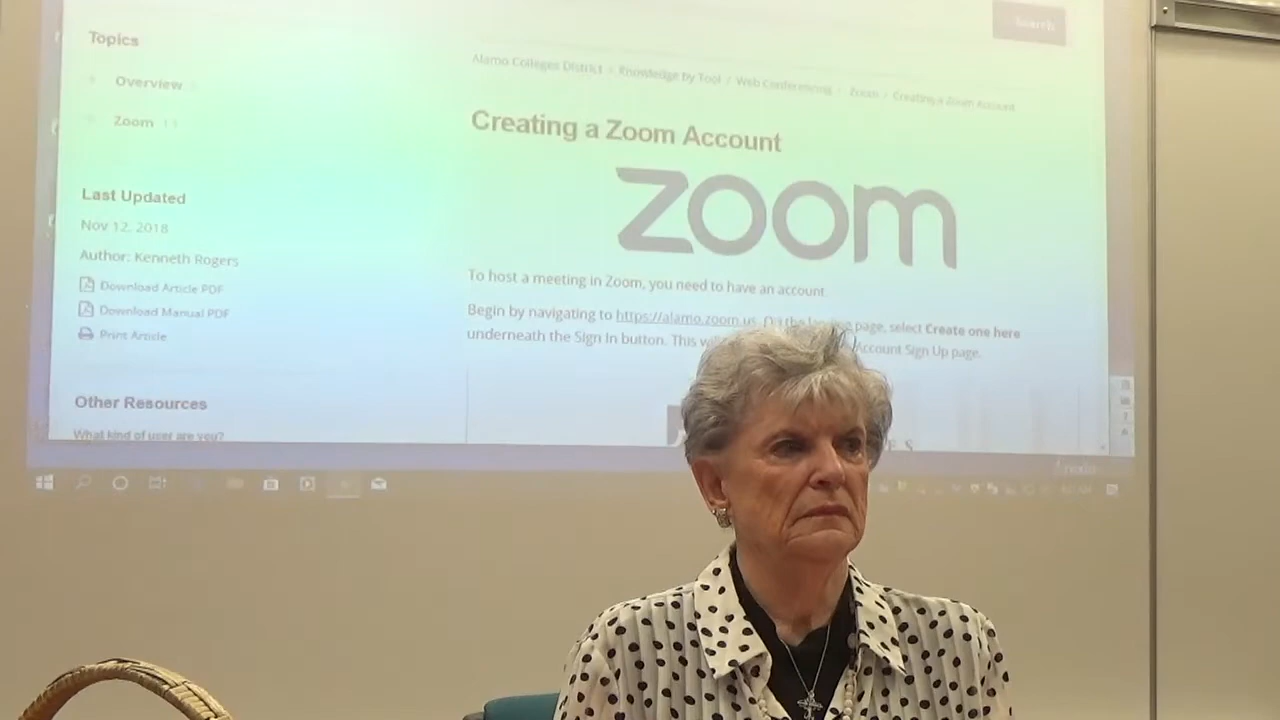 Search
Topics
Alamo Colleges District / Knowledge by Tool / Web Conferencing / Zoom / Creating a Zoom Account
Overview
Zoom
Creating a Zoom Account
zoom
Last Updated
Nov 12, 2018
Author: Kenneth Rogers
Download Article PDF
Download Manual PDF
Print Article
To host a meeting in Zoom, you need to have an account.
Begin by navigating to https://alamo.zoom.us. On the page, select Create one here
underneath the Sign In button. This Account Sign Up page.
Other Resources
What kind of user are you?